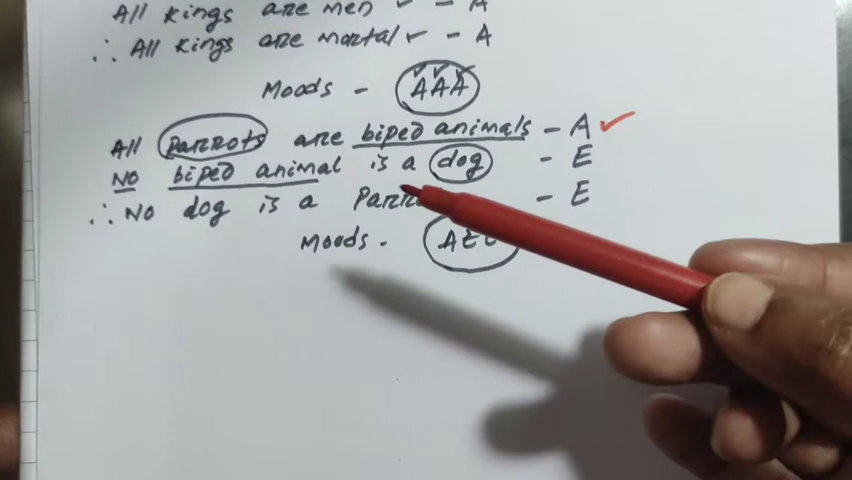 All kings are men ✓ - A
∴ All kings are mortal ✓ - A
Moods - AAA
All parrots are biped animals - A ✓
No biped animal is a dog - E
∴ No dog is a - E
Moods - AEE